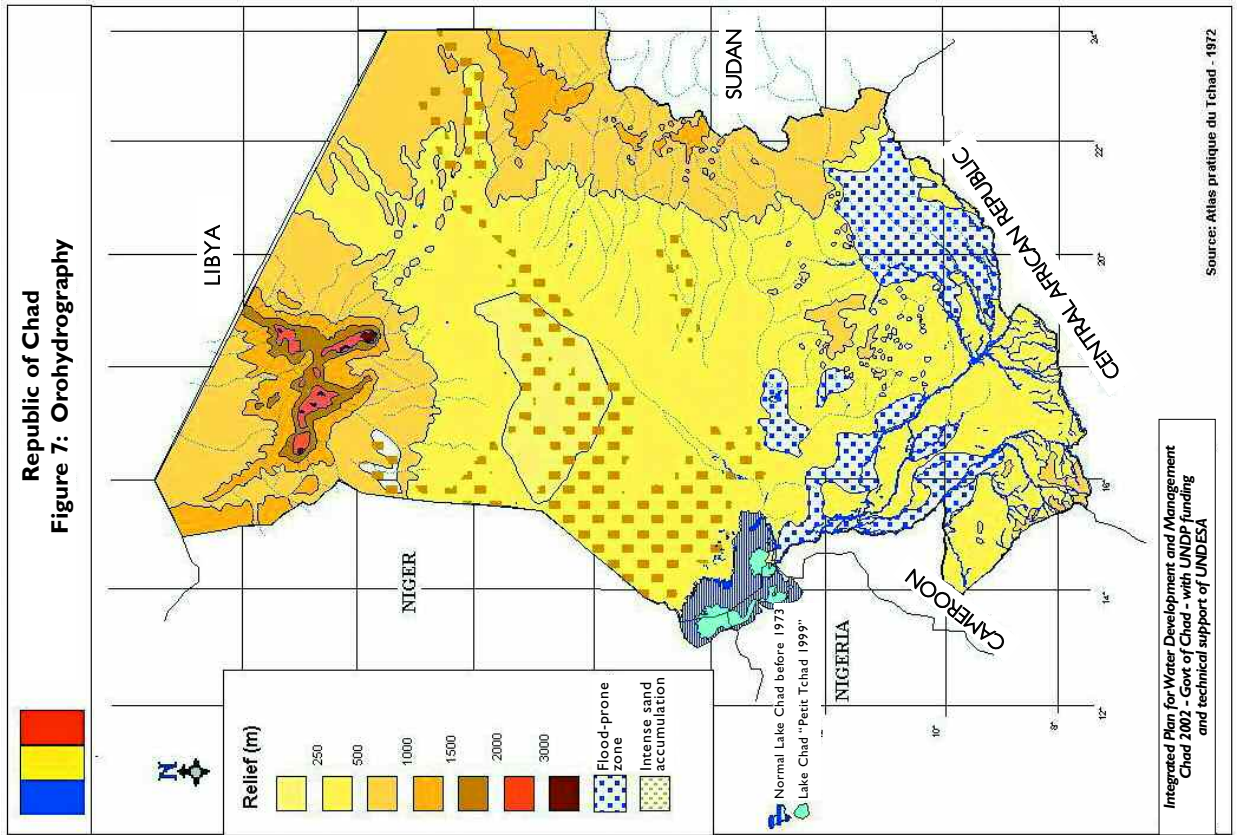 Republic of Chad
Figure 7: Orohydrography
N
Relief (m)
250
500
1000
1500
2000
3000
Flood-prone
zone
Intense sand
accumulation
LIBYA
NIGER
SUDAN
NIGERIA
CAMEROON
CENTRAL AFRICAN REPUBLIC
Normal Lake Chad before 1973
Lake Chad "Petit Tchad 1999"
10°
8°
12°
14°
16°
20°
22°
24°
Integrated Plan for Water Development and Management
Chad 2002 - Govt of Chad - with UNDP funding
and technical support of UNDESA
Source: Atlas pratique du Tchad - 1972